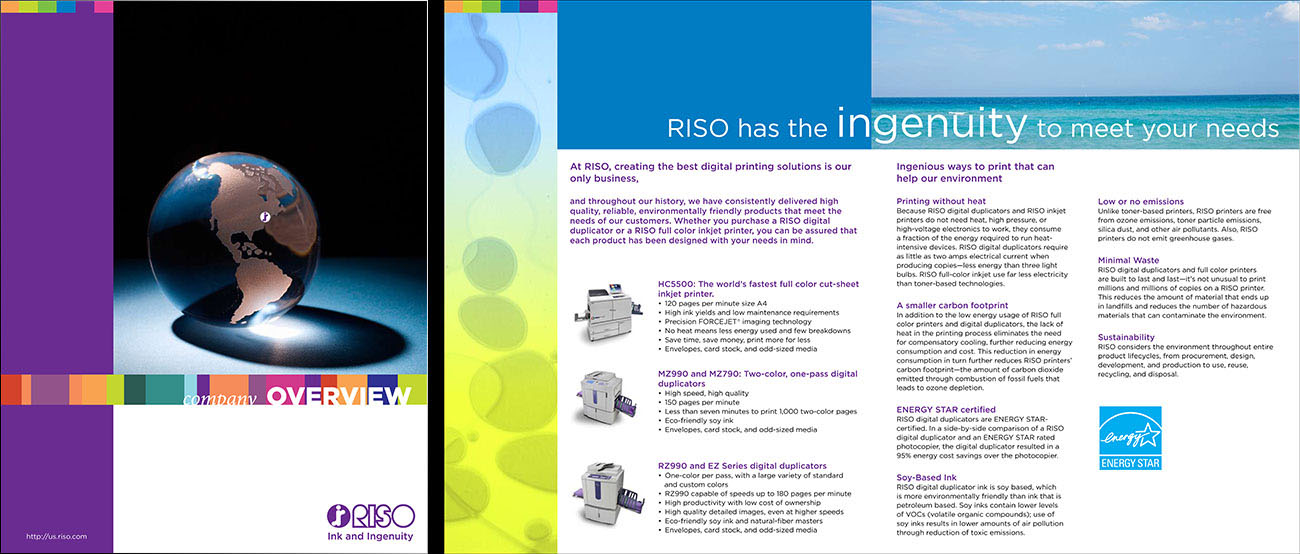 company OVERVIEW
RISO
Ink and Ingenuity
http://us.riso.com
RISO has the ingenuity to meet your needs
At RISO, creating the best digital printing solutions is our
only business,
and throughout our history, we have consistently delivered high
quality, reliable, environmentally friendly products that meet the
needs of our customers. Whether you purchase a RISO digital
duplicator or a RISO full color inkjet printer, you can be assured that
each product has been designed with your needs in mind.
HC5500: The world's fastest full color cut-sheet
inkjet printer.
• 120 pages per minute size A4
• High ink yields and low maintenance requirements
• Precision FORCEJET® imaging technology
• No heat means less energy used and few breakdowns
• Save time, save money, print more for less
• Envelopes, card stock, and odd-sized media
MZ990 and MZ790: Two-color, one-pass digital
duplicators
• High speed, high quality
• 150 pages per minute
• Less than seven minutes to print 1,000 two-color pages
• Eco-friendly soy ink
• Envelopes, card stock, and odd-sized media
RZ990 and EZ Series digital duplicators
• One-color per pass, with a large variety of standard
and custom colors
• RZ990 capable of speeds up to 180 pages per minute
• High productivity with low cost of ownership
• High quality detailed images, even at higher speeds
• Eco-friendly soy ink and natural-fiber masters
• Envelopes, card stock, and odd-sized media
Ingenious ways to print that can
help our environment
Printing without heat
Because RISO digital duplicators and RISO inkjet
printers do not need heat, high pressure, or
high-voltage electronics to work, they consume
a fraction of the energy required to run heat-
intensive devices. RISO digital duplicators require
as little as two amps electrical current when
producing copies—less energy than three light
bulbs. RISO full-color inkjet use far less electricity
than toner-based technologies.
A smaller carbon footprint
In addition to the low energy usage of RISO full
color printers and digital duplicators, the lack of
heat in the printing process eliminates the need
for compensatory cooling, further reducing energy
consumption and cost. This reduction in energy
consumption in turn further reduces RISO printers'
carbon footprint—the amount of carbon dioxide
emitted through combustion of fossil fuels that
leads to ozone depletion.
ENERGY STAR certified
RISO digital duplicators are ENERGY STAR-
certified. In a side-by-side comparison of a RISO
digital duplicator and an ENERGY STAR rated
photocopier, the digital duplicator resulted in a
95% energy cost savings over the photocopier.
Soy-Based Ink
RISO digital duplicator ink is soy based, which
is more environmentally friendly than ink that is
petroleum based. Soy inks contain lower levels
of VOCs (volatile organic compounds); use of
soy inks results in lower amounts of air pollution
through reduction of toxic emissions.
Low or no emissions
Unlike toner-based printers, RISO printers are free
from ozone emissions, toner particle emissions,
silica dust, and other air pollutants. Also, RISO
printers do not emit greenhouse gases.
Minimal Waste
RISO digital duplicators and full color printers
are built to last and last—it's not unusual to print
millions and millions of copies on a RISO printer.
This reduces the amount of material that ends up
in landfills and reduces the number of hazardous
materials that can contaminate the environment.
Sustainability
RISO considers the environment throughout entire
product lifecycles, from procurement, design,
development, and production to use, reuse,
recycling, and disposal.
energy
ENERGY STAR